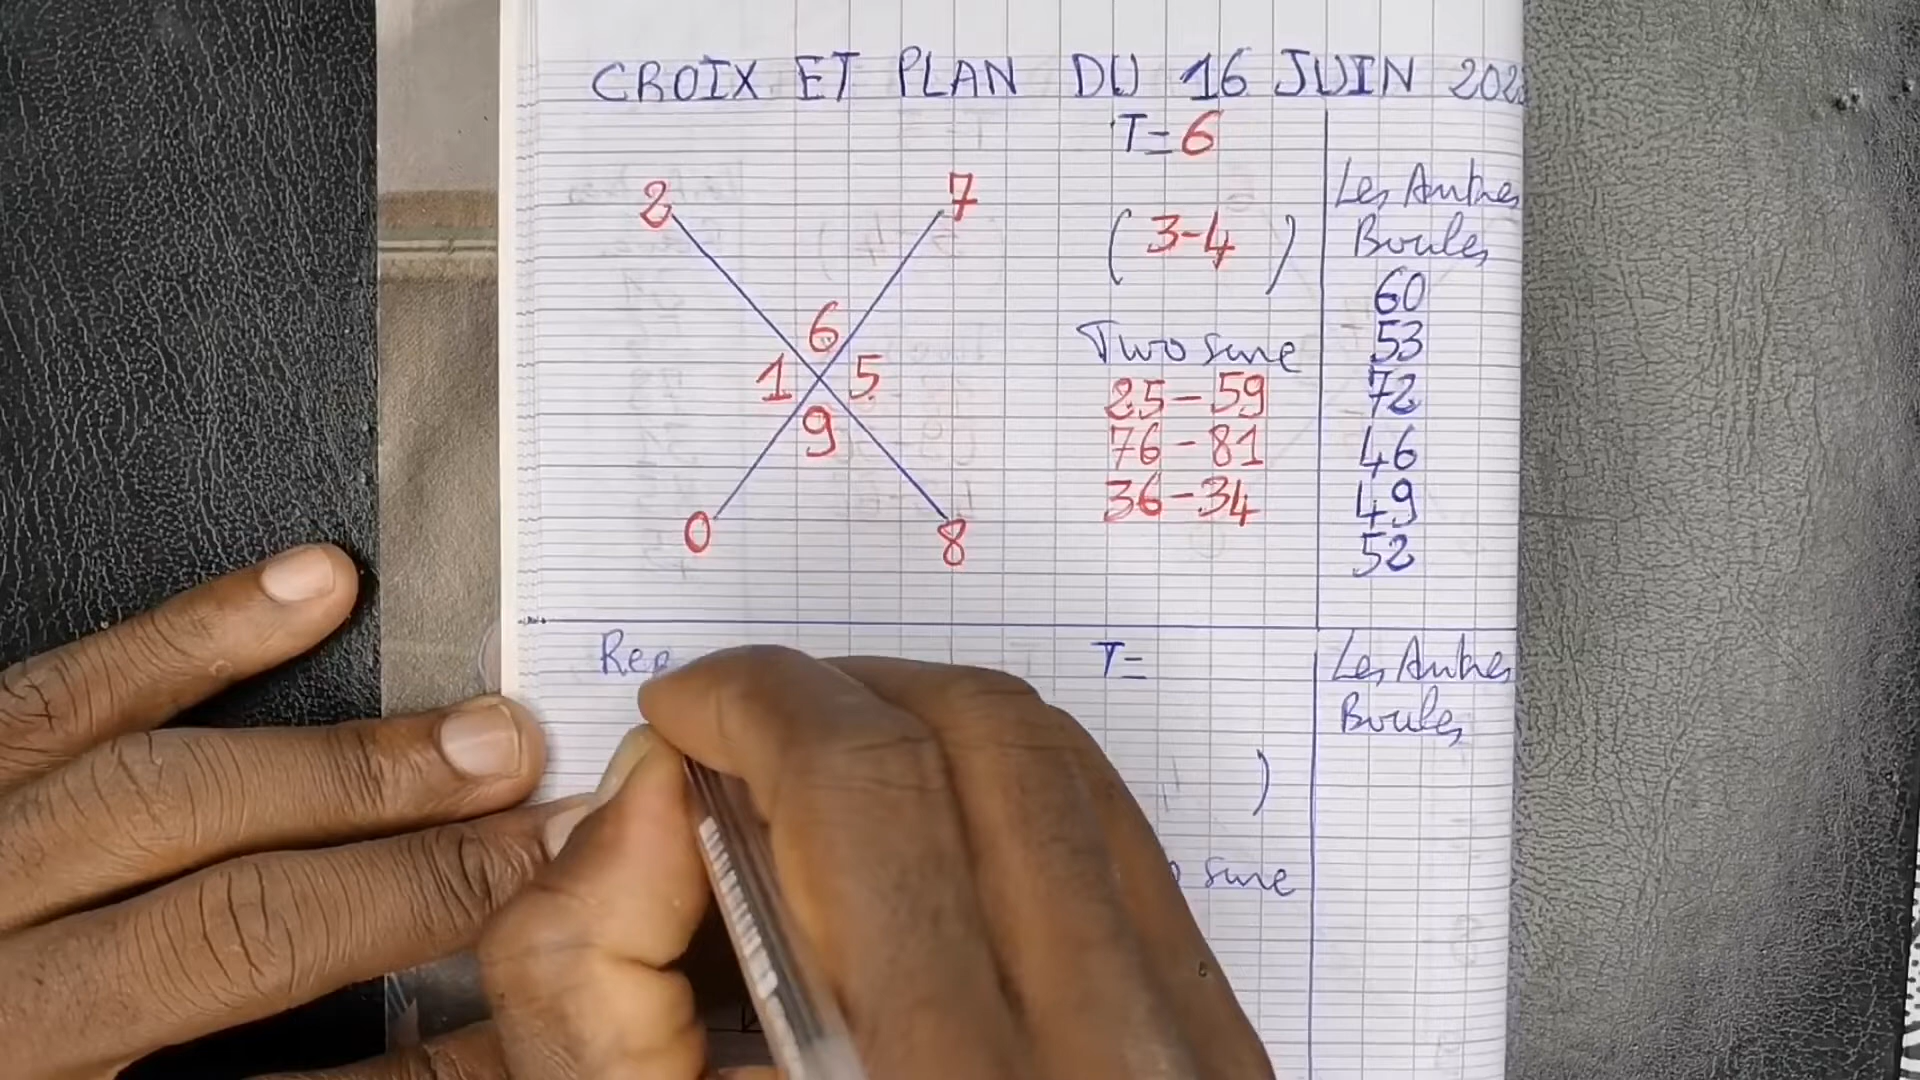 CROIX ET PLAN DU 16 JUIN 202
T=6
2 7
6
1 5
9
0 8
(3-4)
Two sure
25-59
76-81
36-34
Les Autres
Boules
60
53
72
46
49
52
T=
)
sure
Les Autres
Boules